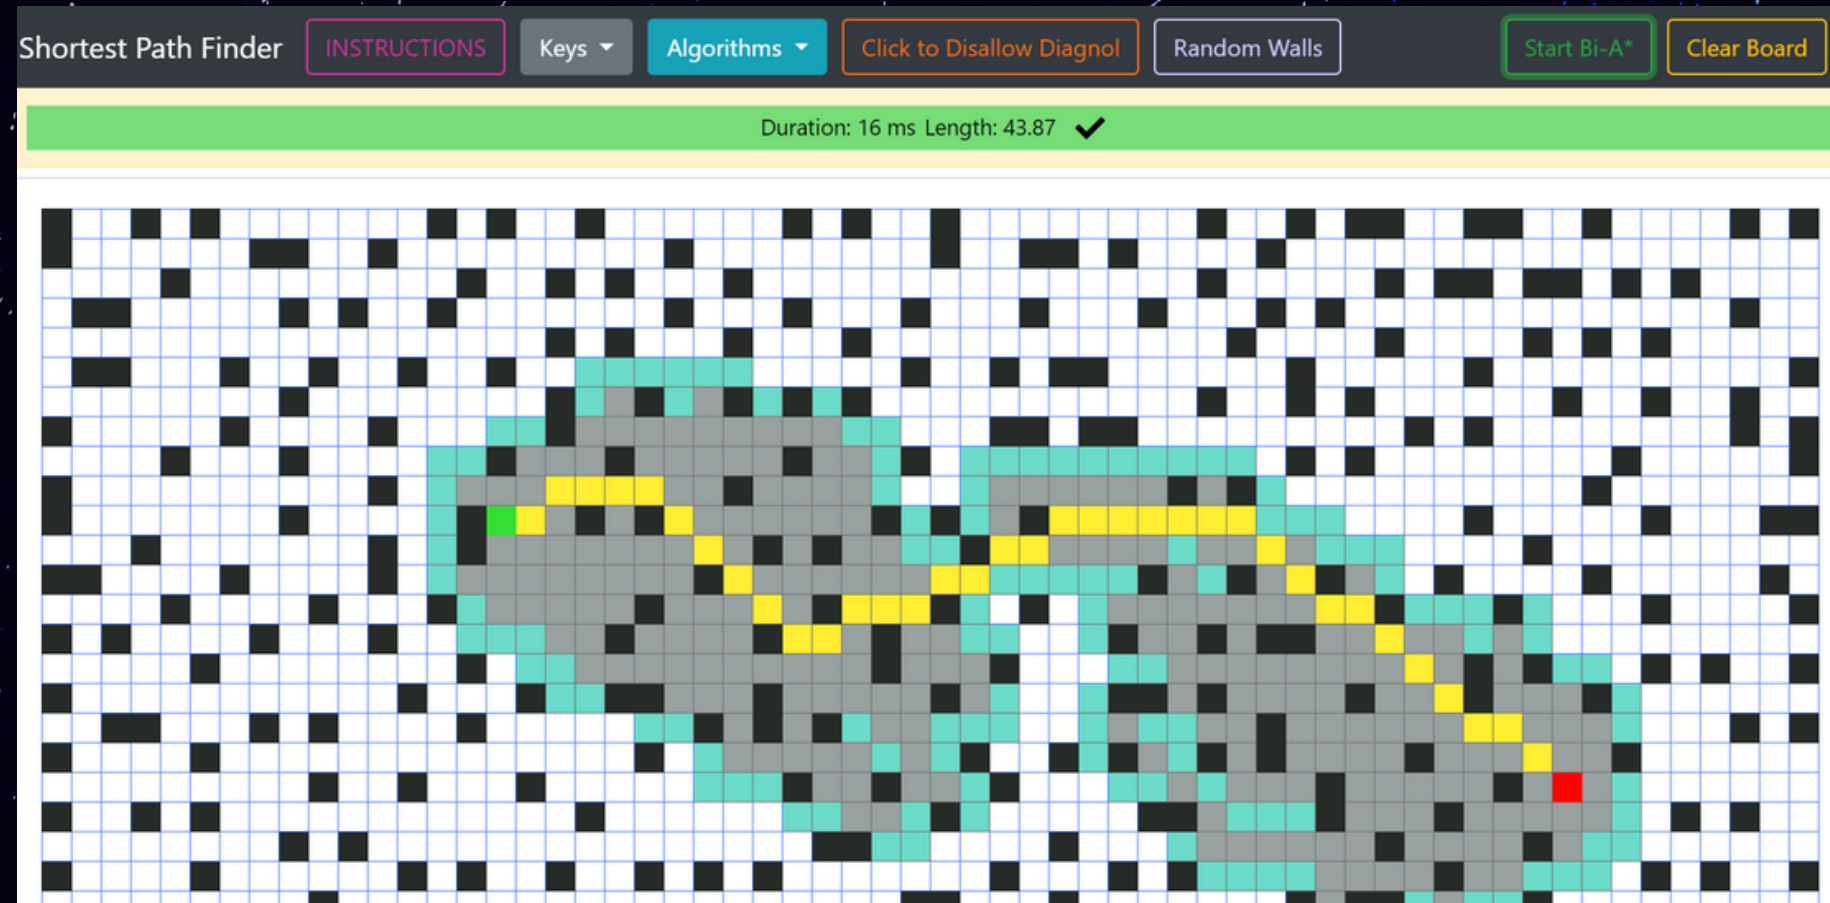 Shortest Path Finder INSTRUCTIONS Keys Algorithms Click to Disallow Diagnol Random Walls Start Bi-A* Clear Board
Duration: 16 ms Length: 43.87